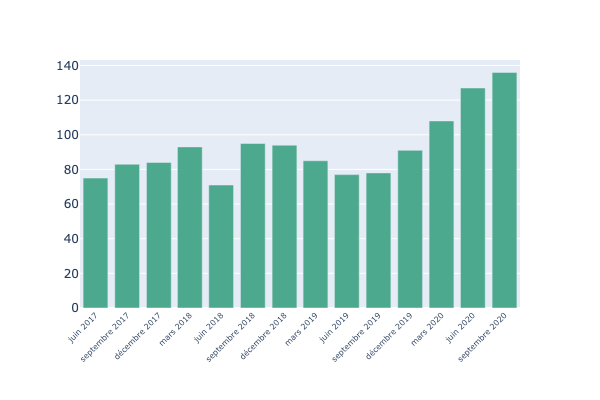 140
120
100
80
60
40
20
0
juin 2017
septembre 2017
décembre 2017
mars 2018
juin 2018
septembre 2018
décembre 2018
mars 2019
juin 2019
septembre 2019
décembre 2019
mars 2020
juin 2020
septembre 2020